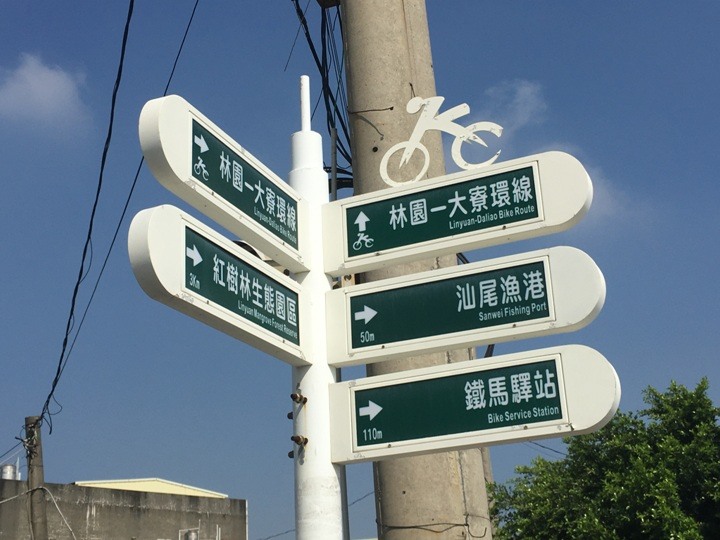 林園一大寮環線
Linyuan-Daliao Bike Route
紅樹林生態園區
3Km
Linyuan Mangrove Forest Reserve
林園一大寮環線
Linyuan-Daliao Bike Route
汕尾漁港
50m
Sanwei Fishing Port
鐵馬驛站
110m
Bike Service Station